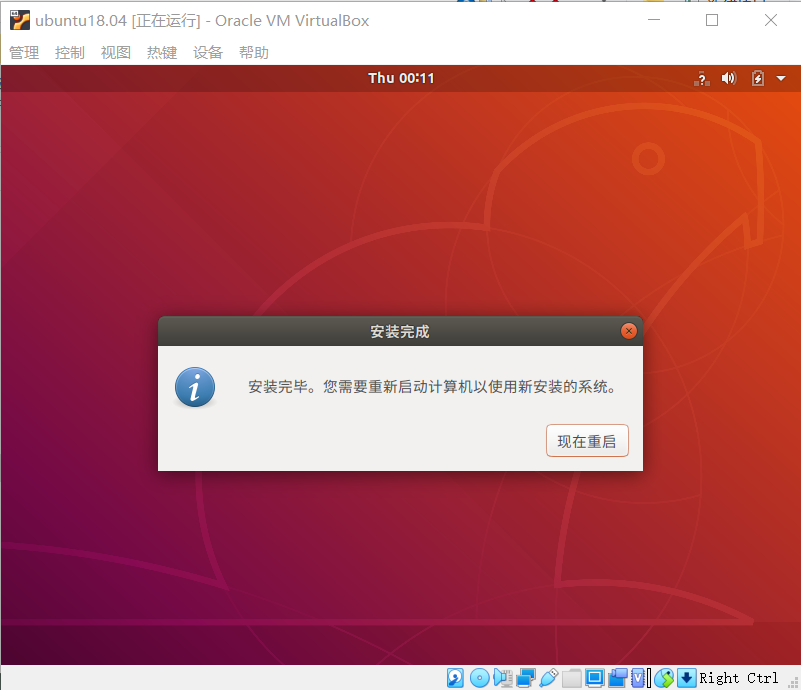 ubuntu18.04 [正在运行] - Oracle VM VirtualBox
管理 控制 视图 热键 设备 帮助
Thu 00:11
安装完成
安装完毕。您需要重新启动计算机以使用新安装的系统。
现在重启
Right Ctrl